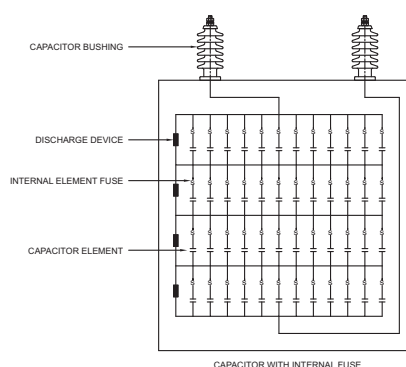 CAPACITOR BUSHING
DISCHARGE DEVICE
INTERNAL ELEMENT FUSE
CAPACITOR ELEMENT
CAPACITOR WITH INTERNAL FUSE